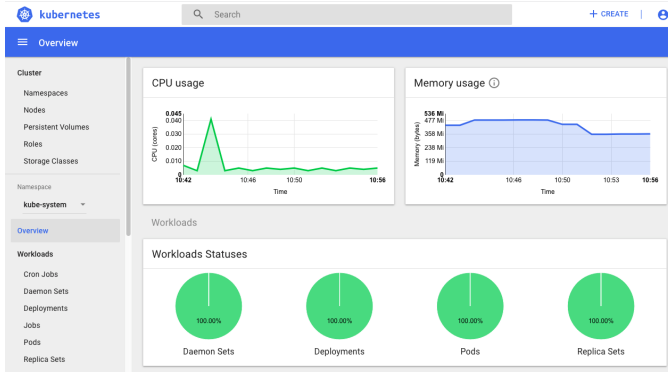 kubernetes
Search
+ CREATE |
Overview
Cluster
Namespaces
Nodes
Persistent Volumes
Roles
Storage Classes
Namespace
kube-system
Overview
Workloads
Cron Jobs
Daemon Sets
Deployments
Jobs
Pods
Replica Sets
CPU usage
CPU (cores)
0.045
0.040
0.030
0.020
0.010
0
10:42 10:46 10:50 10:56
Time
Memory usage
Memory (bytes)
536 Mi
477 Mi
358 Mi
238 Mi
119 Mi
0
10:42 10:46 10:50 10:53 10:56
Time
Workloads
Workloads Statuses
100.00% 100.00% 100.00% 100.00%
Daemon Sets Deployments Pods Replica Sets